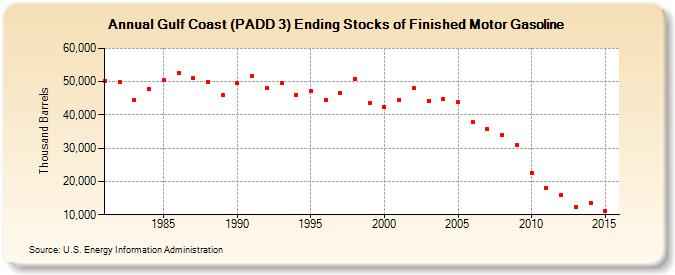 Annual Gulf Coast (PADD 3) Ending Stocks of Finished Motor Gasoline
Thousand Barrels
60,000
50,000
40,000
30,000
20,000
10,000
1985 1990 1995 2000 2005 2010 2015
Source: U.S. Energy Information Administration